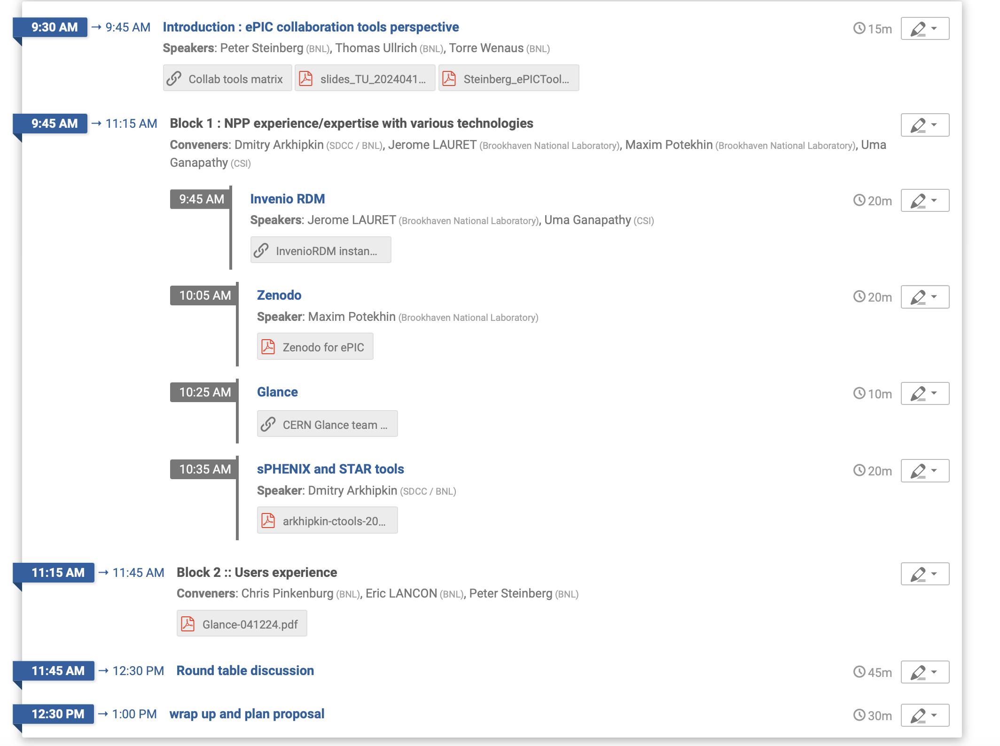 9:30 AM → 9:45 AM Introduction : ePIC collaboration tools perspective 15m
Speakers: Peter Steinberg (BNL), Thomas Ullrich (BNL), Torre Wenaus (BNL)
Collab tools matrix slides_TU_2024041... Steinberg_ePICTool...
9:45 AM → 11:15 AM Block 1 : NPP experience/expertise with various technologies
Conveners: Dmitry Arkhipkin (SDCC / BNL), Jerome LAURET (Brookhaven National Laboratory), Maxim Potekhin (Brookhaven National Laboratory), Uma
Ganapathy (CSI)
9:45 AM Invenio RDM 20m
Speakers: Jerome LAURET (Brookhaven National Laboratory), Uma Ganapathy (CSI)
InvenioRDM instan...
10:05 AM Zenodo 20m
Speaker: Maxim Potekhin (Brookhaven National Laboratory)
Zenodo for ePIC
10:25 AM Glance 10m
CERN Glance team ...
10:35 AM sPHENIX and STAR tools 20m
Speaker: Dmitry Arkhipkin (SDCC / BNL)
arkhipkin-ctools-20...
11:15 AM → 11:45 AM Block 2 :: Users experience
Conveners: Chris Pinkenburg (BNL), Eric LANCON (BNL), Peter Steinberg (BNL)
Glance-041224.pdf
11:45 AM → 12:30 PM Round table discussion 45m
12:30 PM → 1:00 PM wrap up and plan proposal 30m